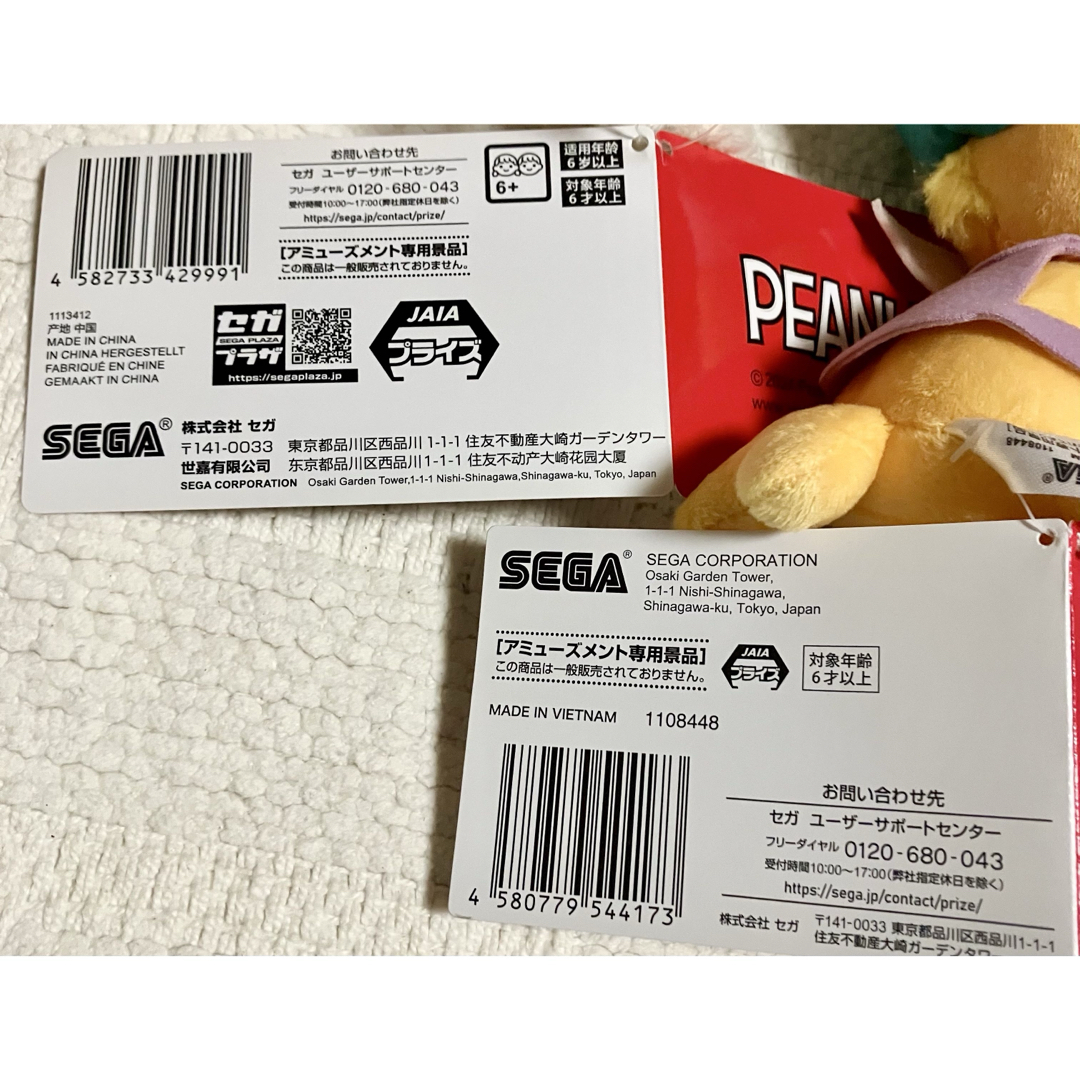 お問い合わせ先
セガ ユーザーサポートセンター
フリーダイヤル 0120-680-043
受付時間10:00〜17:00(弊社指定休日を除く)
https://sega.jp/contact/prize/
6+
适用年龄
6岁以上
対象年齢
6才以上
[アミューズメント専用景品]
この商品は一般販売されておりません。
4 582733 429991
1113412
产地 中国
MADE IN CHINA
IN CHINA HERGESTELLT
FABRIQUÉ EN CHINE
GEMAAKT IN CHINA
セガ
SEGA PLAZA
プラザ
https://segaplaza.jp
JAIA
プライズ
SEGA®
株式会社 セガ
〒141-0033 東京都品川区西品川1-1-1 住友不動産大崎ガーデンタワー
世嘉有限公司 东京都品川区西品川1-1-1 住友不动产大崎花园大厦
SEGA CORPORATION Osaki Garden Tower,1-1-1 Nishi-Shinagawa,Shinagawa-ku, Tokyo, Japan
©
1108448
SEGA
SEGA®
SEGA CORPORATION
Osaki Garden Tower,
1-1-1 Nishi-Shinagawa,
Shinagawa-ku, Tokyo, Japan
[アミューズメント専用景品]
この商品は一般販売されておりません。
JAIA
プライズ
対象年齢
6才以上
MADE IN VIETNAM 1108448
4 580779 544173
お問い合わせ先
セガ ユーザーサポートセンター
フリーダイヤル 0120-680-043
受付時間10:00〜17:00(弊社指定休日を除く)
https://sega.jp/contact/prize/
株式会社 セガ 〒141-0033 東京都品川区西品川1-1-1
住友不動産大崎ガーデンタワー